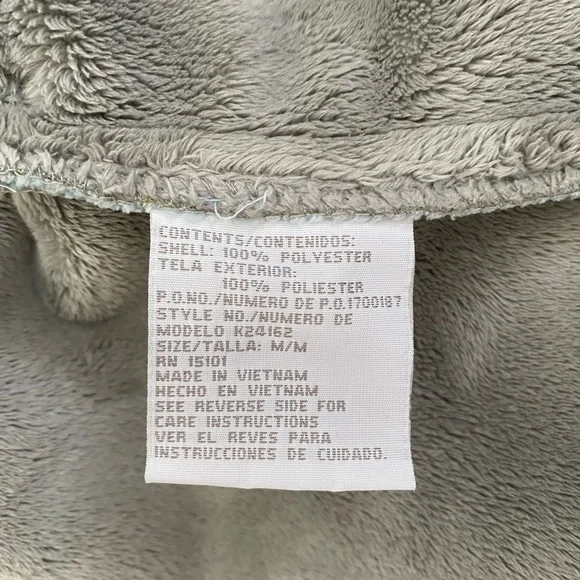 CONTENTS/CONTENIDOS:
SHELL: 100% POLYESTER
TELA EXTERIOR:
100% POLIESTER
P.O.NO./NUMERO DE P.O.1700187
STYLE NO./NUMERO DE
MODELO K24162
SIZE/TALLA: M/M
RN 15101
MADE IN VIETNAM
HECHO EN VIETNAM
SEE REVERSE SIDE FOR
CARE INSTRUCTIONS
VER EL REVES PARA
INSTRUCCIONES DE CUIDADO.